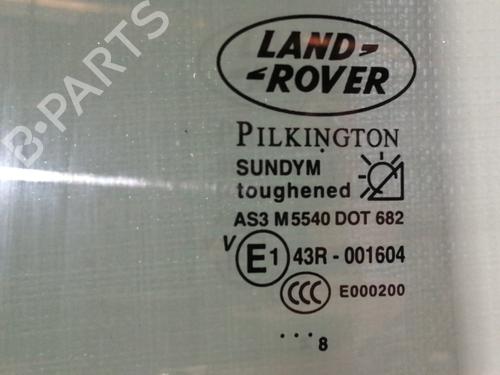 B-PARTS
LAND-
-ROVER
PILKINGTON
SUNDYM
toughened
AS3 M5540 DOT 682
V E1 43R - 001604
CCC E000200
... 8